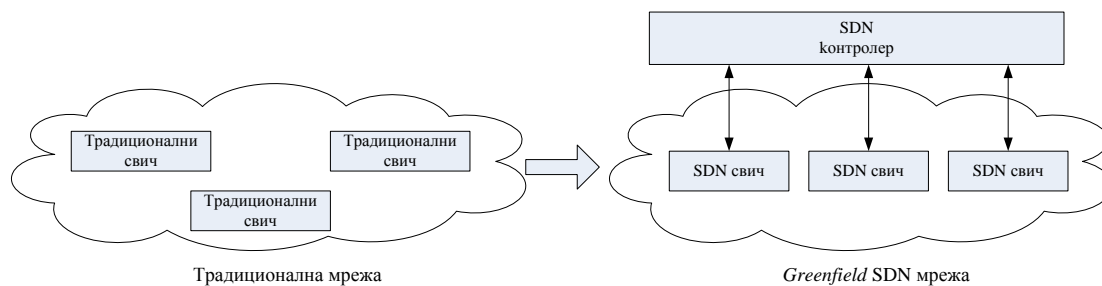 Традиционални
свич
Традиционални
свич
Традиционални
свич
Традиционална мрежа
SDN
контролер
SDN свич
SDN свич
SDN свич
Greenfield SDN мрежа